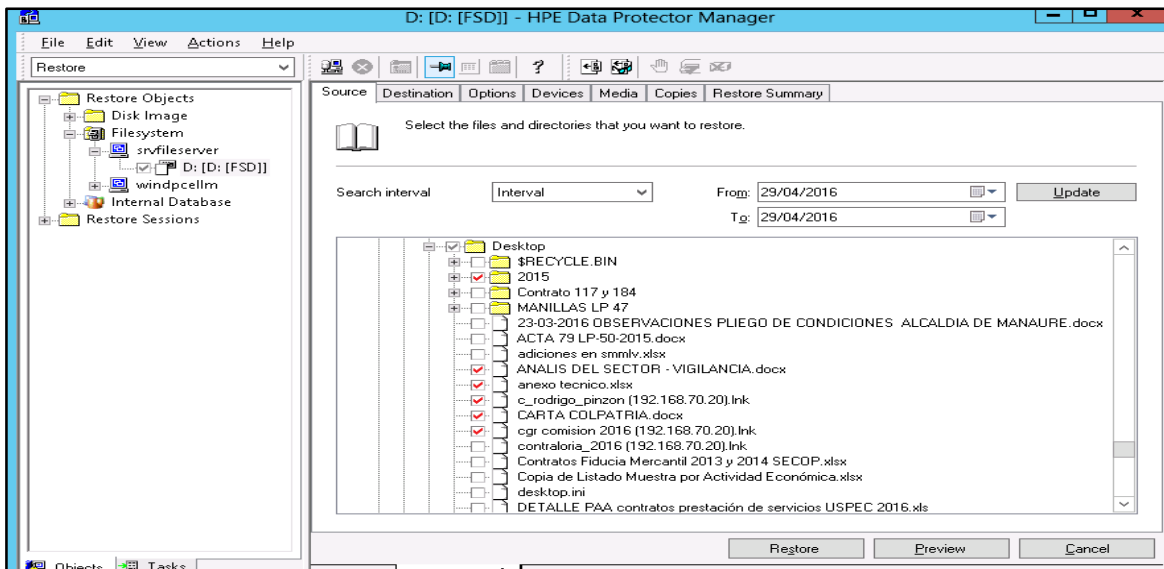 D: [D: [FSD]] - HPE Data Protector Manager
File Edit View Actions Help
Restore
Restore Objects
Disk Image
Filesystem
srvfileserver
D: [D: [FSD]]
windpcellm
Internal Database
Restore Sessions
Objects Tasks
Source Destination Options Devices Media Copies Restore Summary
Select the files and directories that you want to restore.
Search interval Interval From: 29/04/2016 Update
To: 29/04/2016
Desktop
$RECYCLE.BIN
2015
Contrato 117 y 184
MANILLAS LP 47
23-03-2016 OBSERVACIONES PLIEGO DE CONDICIONES ALCALDIA DE MANAURE.docx
ACTA 79 LP-50-2015.docx
adiciones en smmlv.xlsx
ANALIS DEL SECTOR - VIGILANCIA.docx
anexo tecnico.xlsx
c_rodrigo_pinzon (192.168.70.20).lnk
CARTA COLPATRIA.docx
cgr comision 2016 (192.168.70.20).lnk
contraloria_2016 (192.168.70.20).lnk
Contratos Fiducia Mercantil 2013 y 2014 SECOP.xlsx
Copia de Listado Muestra por Actividad Económica.xlsx
desktop.ini
DETALLE PAA contratos prestación de servicios USPEC 2016.xls
Restore Preview Cancel